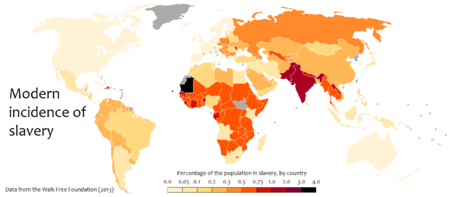 Modern
incidence of
slavery
Percentage of the population in slavery, by country
0.0 0.05 0.1 0.2 0.3 0.5 0.75 1.0 2.0 3.0 4.0
Data from the Walk Free Foundation (2013)